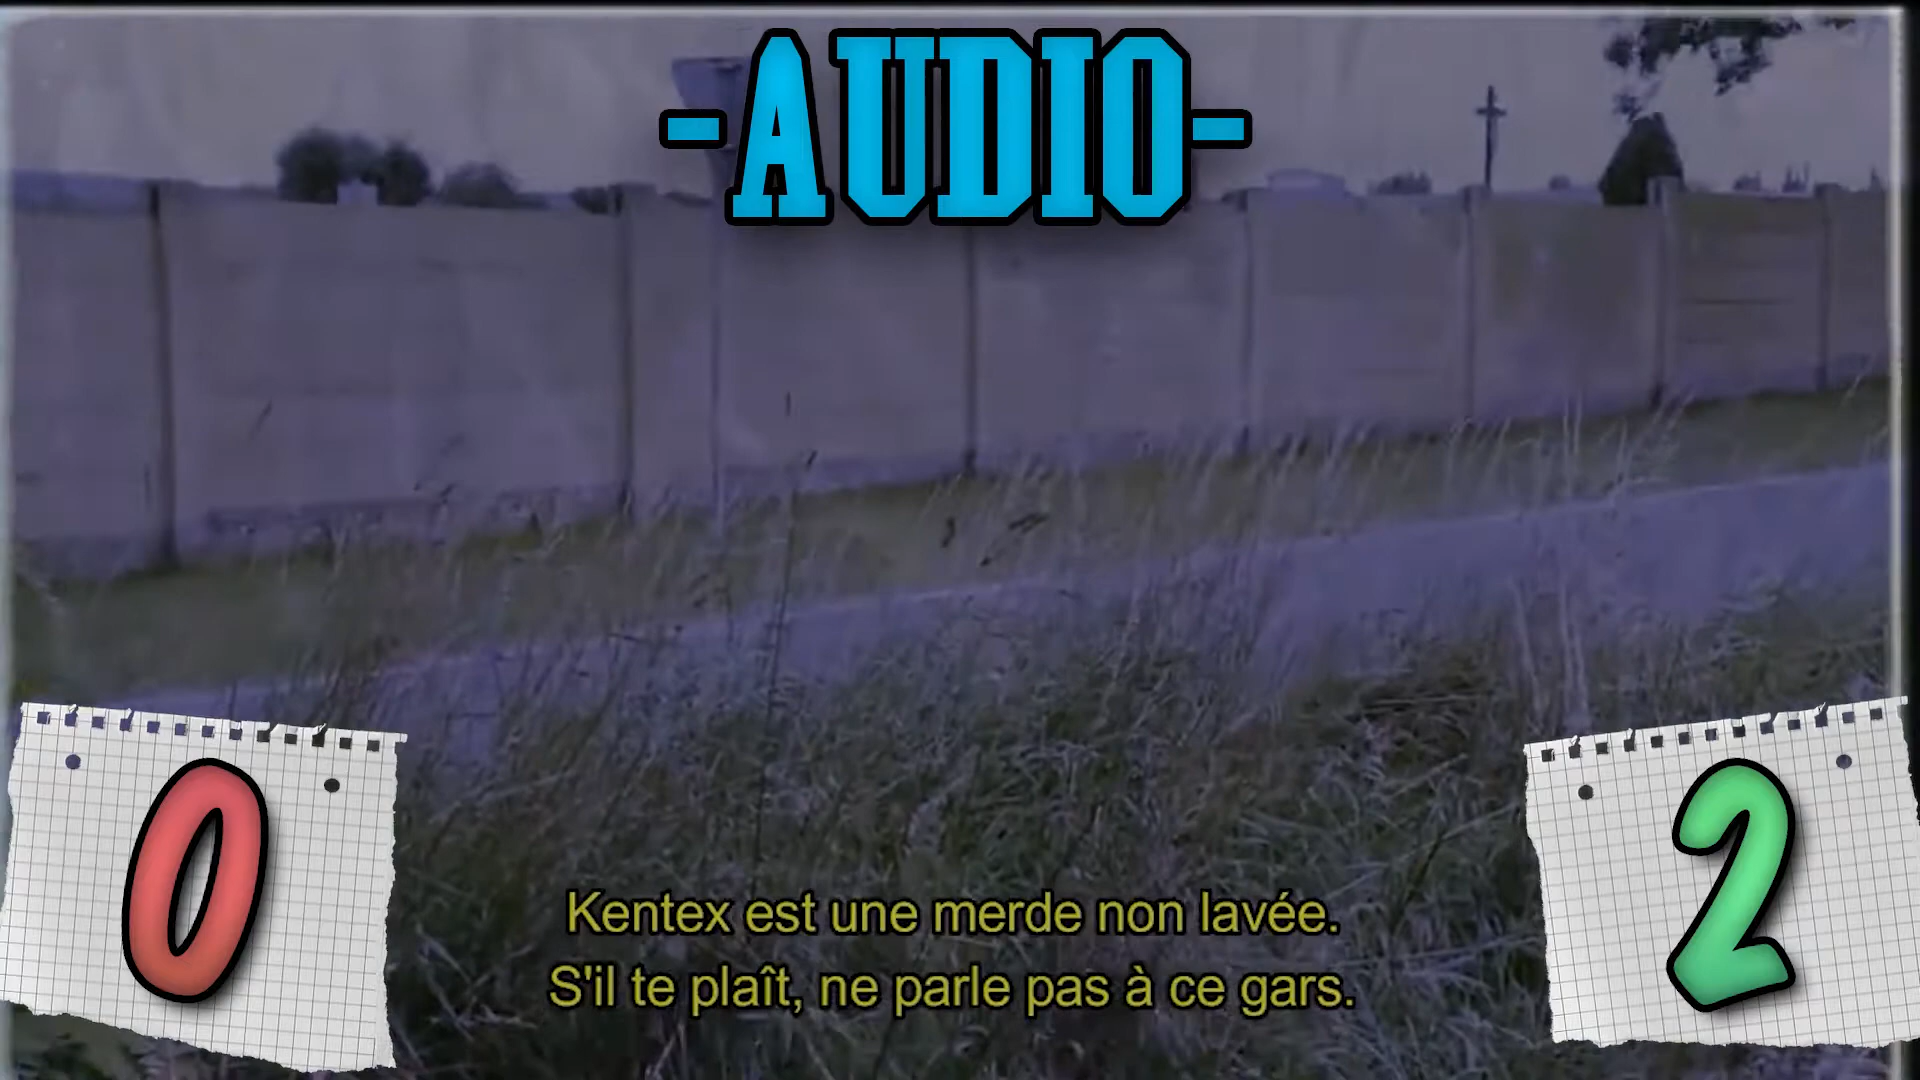 -AUDIO-
0
2
Kentex est une merde non lavée.
S'il te plaît, ne parle pas à ce gars.